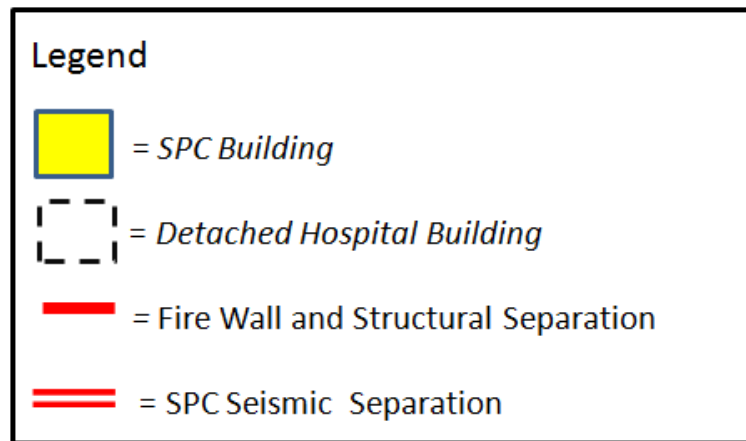 Legend
= SPC Building
= Detached Hospital Building
= Fire Wall and Structural Separation
= SPC Seismic Separation